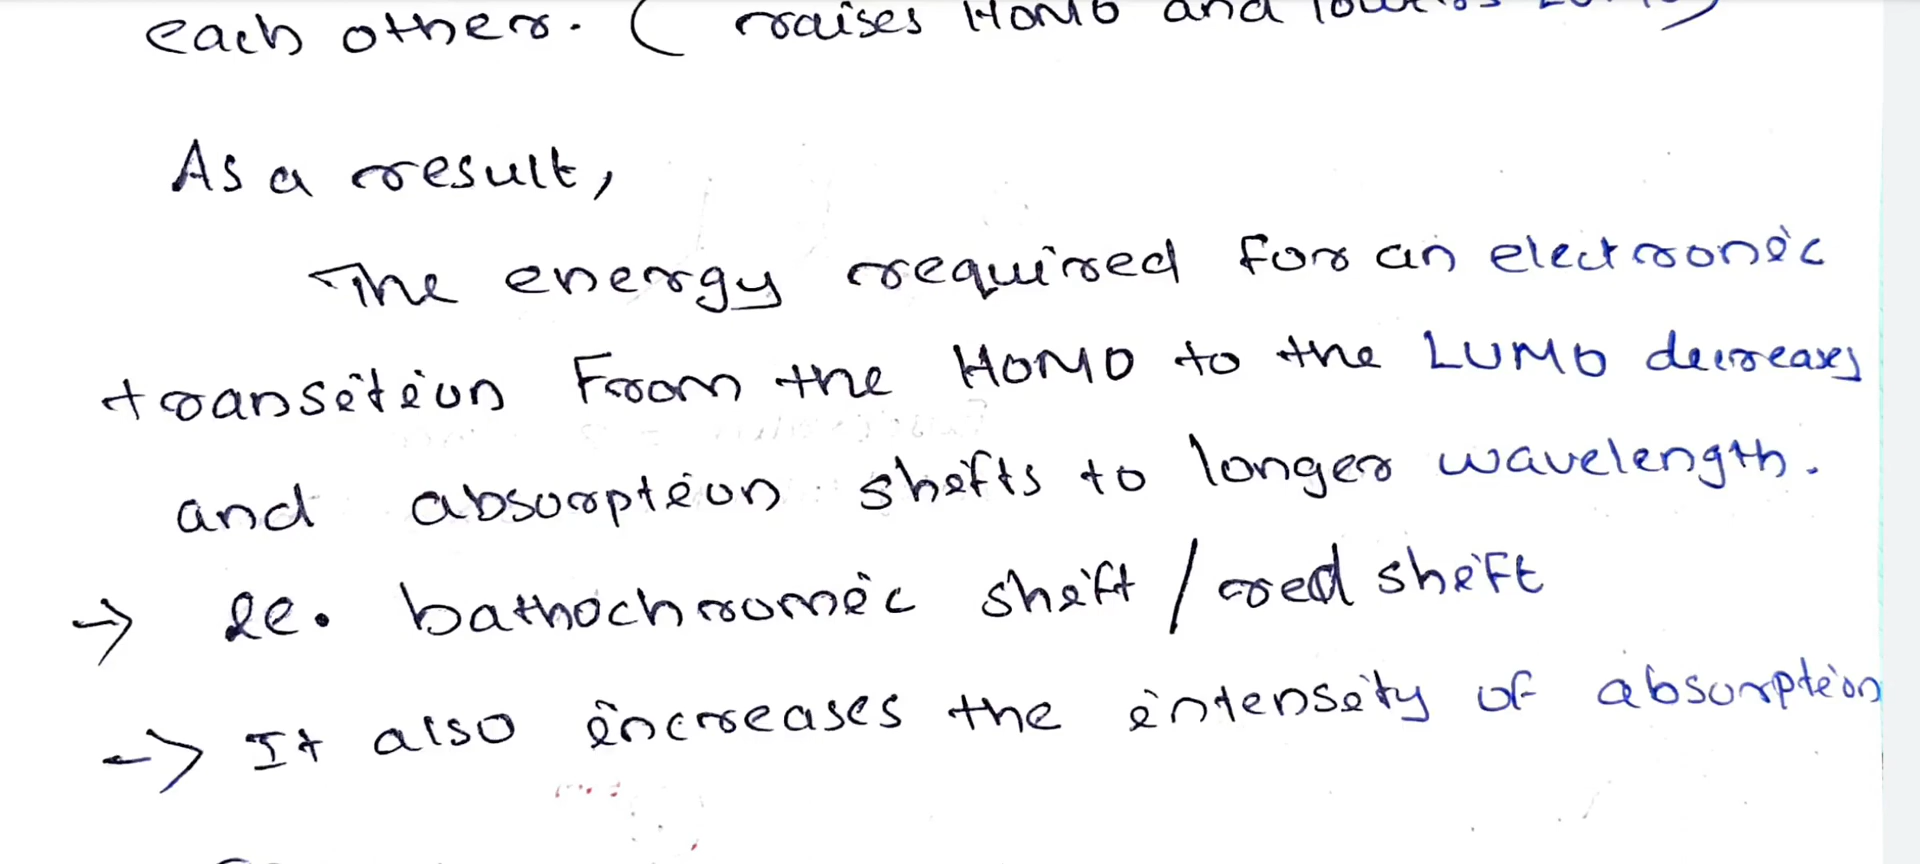 each other. ( raises HOMO and
As a result,
The energy required for an electronic
transition From the HOMO to the LUMO decreases
and absorption shifts to longer wavelength.
→ ie. bathochromic shift / red shift
→ It also increases the intensity of absorption